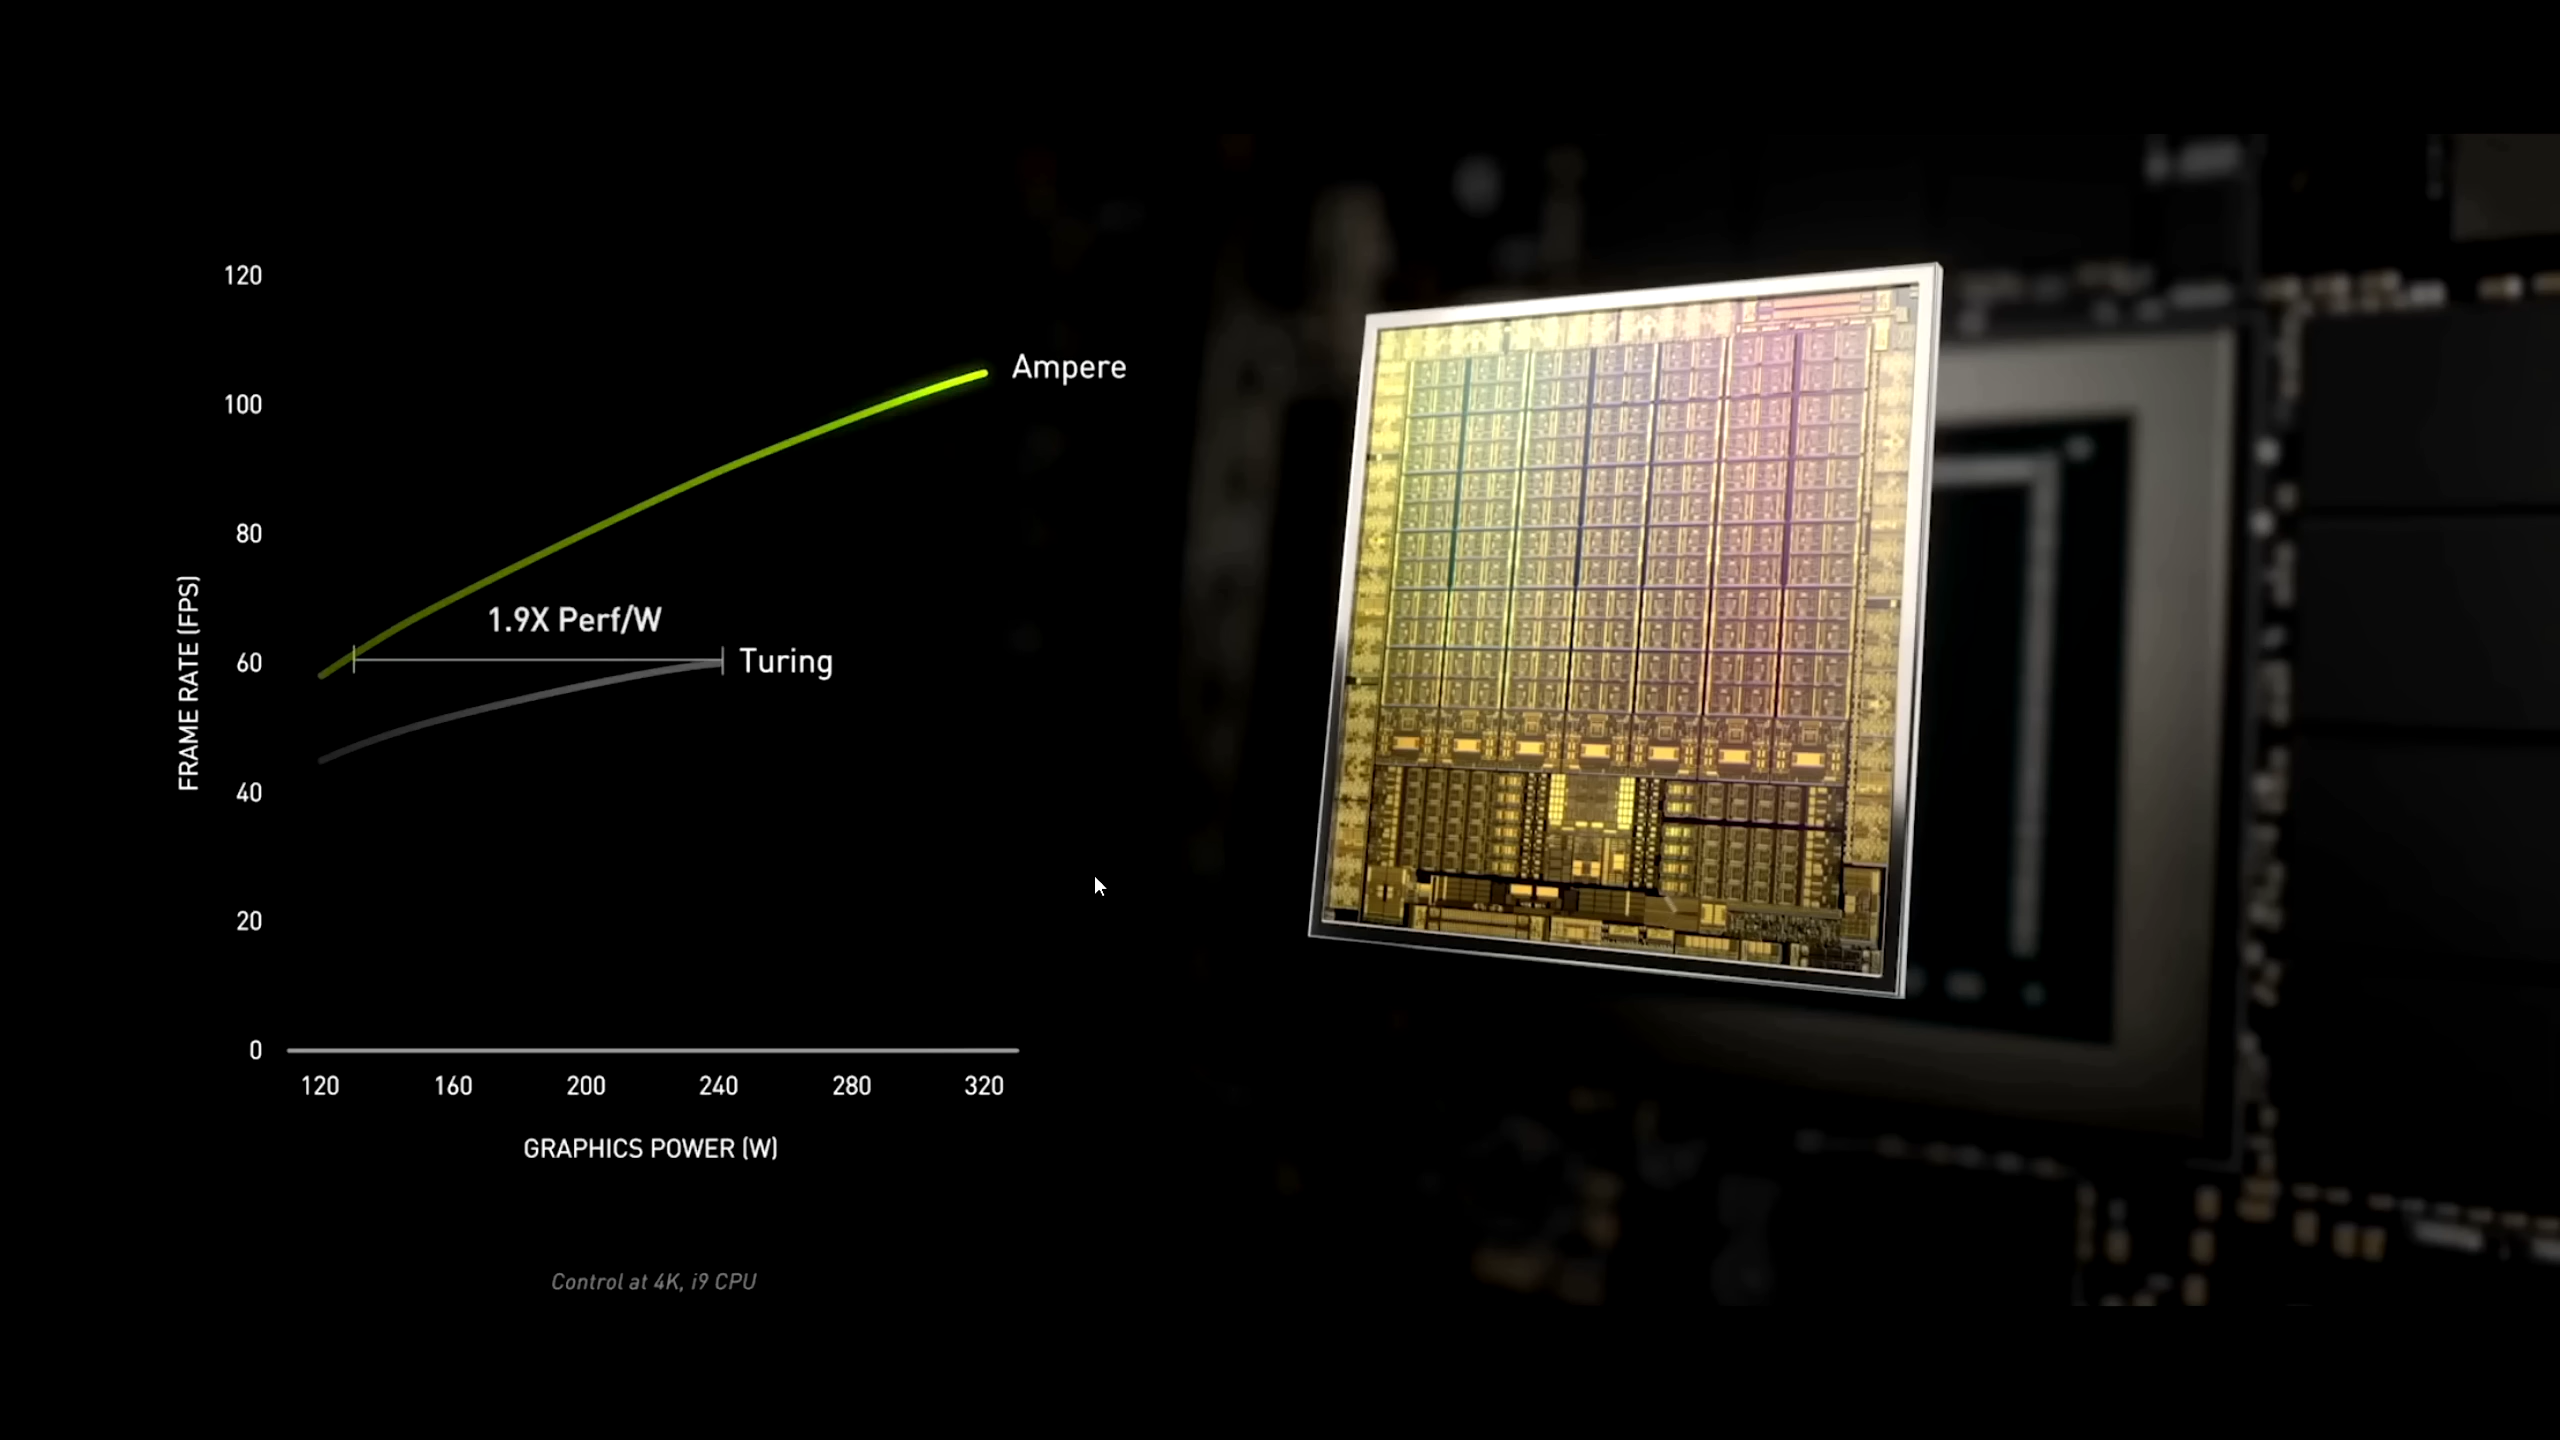 120
Ampere
100
80
1.9X Perf/W
60
Turing
FRAME RATE (FPS)
40
20
0
120 160 200 240 280 320
GRAPHICS POWER (W)
Control at 4K, i9 CPU